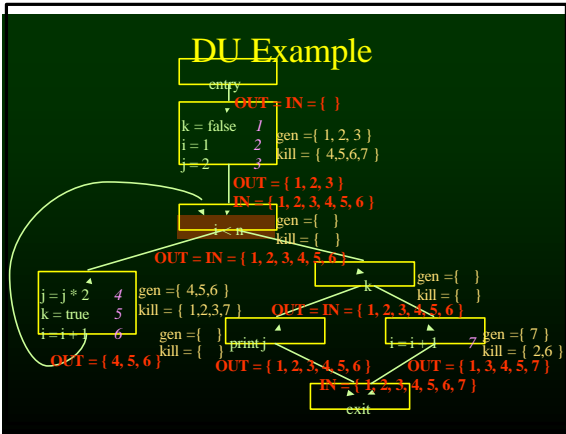 DU Example
entry
OUT = IN = { }
k = false 1
i = 1 2
j = 2 3
gen ={ 1, 2, 3 }
kill = { 4,5,6,7 }
OUT = { 1, 2, 3 }
IN = { 1, 2, 3, 4, 5, 6 }
i < n
gen ={ }
kill = { }
OUT = IN = { 1, 2, 3, 4, 5, 6 }
j = j * 2 4
k = true 5
i = i + 1 6
gen ={ 4,5,6 }
kill = { 1,2,3,7 }
OUT = { 4, 5, 6 }
k
gen ={ }
kill = { }
OUT = IN = { 1, 2, 3, 4, 5, 6 }
gen ={ }
kill = { }
print j
OUT = { 1, 2, 3, 4, 5, 6 }
i = i + 1 7
gen ={ 7 }
kill = { 2,6 }
OUT = { 1, 3, 4, 5, 7 }
IN = { 1, 2, 3, 4, 5, 6, 7 }
exit